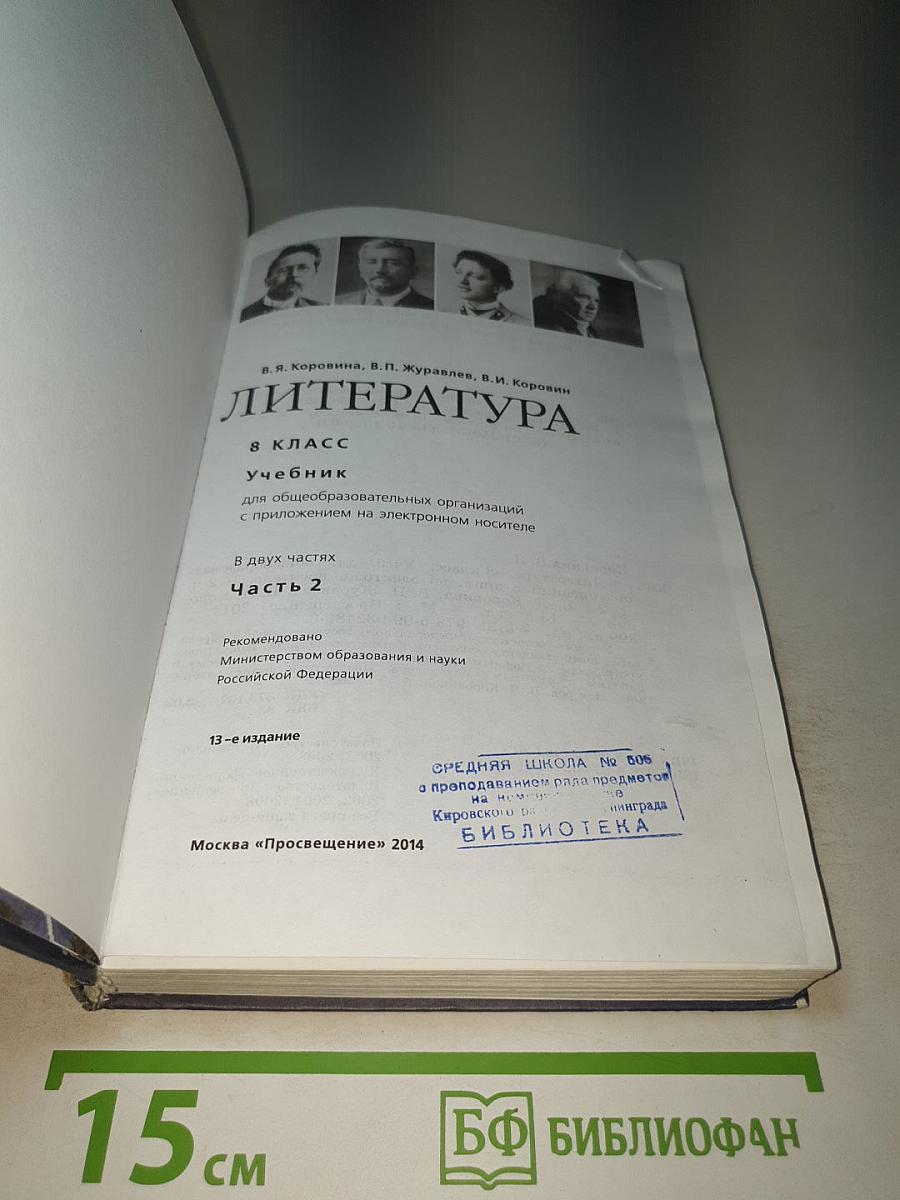 В.Я. Коровина, В.П. Журавлев, В.И. Коровин
ЛИТЕРАТУРА
8 КЛАСС
Учебник
для общеобразовательных организаций
с приложением на электронном носителе
В двух частях
Часть 2
Рекомендовано
Министерством образования и науки
Российской Федерации
13-е издание
СРЕДНЯЯ ШКОЛА №
с преподаванием ряда предметов
на
Кировского
БИБЛИОТЕКА
Москва «Просвещение» 2014
15 см
БФ БИБЛИОФАН